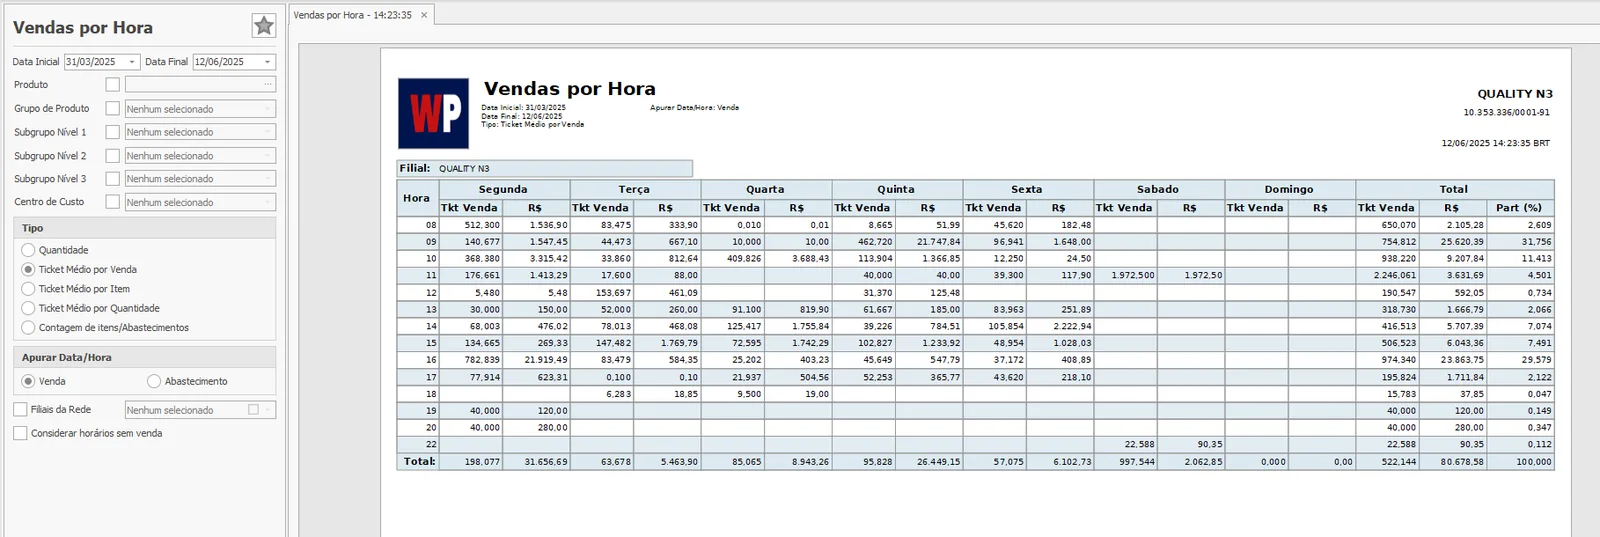 Vendas por Hora
Data Inicial 31/03/2025 Data Final 12/06/2025
Produto ...
Grupo de Produto Nenhum selecionado
Subgrupo Nível 1 Nenhum selecionado
Subgrupo Nível 2 Nenhum selecionado
Subgrupo Nível 3 Nenhum selecionado
Centro de Custo Nenhum selecionado
Tipo
Quantidade
Ticket Médio por Venda
Ticket Médio por Item
Ticket Médio por Quantidade
Contagem de itens/Abastecimentos
Apurar Data/Hora
Venda Abastecimento
Filiais da Rede Nenhum selecionado
Considerar horários sem venda
Vendas por Hora - 14:23:35 ×
WP
Vendas por Hora
Data Inicial: 31/03/2025 Apurar Data/Hora: Venda
Data Final: 12/06/2025
Tipo: Ticket Médio por Venda
QUALITY N3
10.353.336/0001-91
12/06/2025 14:23:35 BRT
Filial: QUALITY N3
Hora Segunda Terça Quarta Quinta Sexta Sabado Domingo Total
Tkt Venda R$ Tkt Venda R$ Tkt Venda R$ Tkt Venda R$ Tkt Venda R$ Tkt Venda R$ Tkt Venda R$ Tkt Venda R$ Part (%)
08 512,300 1.536,90 83,475 333,90 0,010 0,01 8,665 51,99 45,620 182,48 650,070 2.105,28 2,609
09 140,677 1.547,45 44,473 667,10 10,000 10,00 462,720 21.747,84 96,941 1.648,00 754,812 25.620,39 31,756
10 368,380 3.315,42 33,860 812,64 409,826 3.688,43 113,904 1.366,85 12,250 24,50 938,220 9.207,84 11,413
11 176,661 1.413,29 17,600 88,00 40,000 40,00 39,300 117,90 1.972,500 1.972,50 2.246,061 3.631,69 4,501
12 5,480 5,48 153,697 461,09 31,370 125,48 190,547 592,05 0,734
13 30,000 150,00 52,000 260,00 91,100 819,90 61,667 185,00 83,963 251,89 318,730 1.666,79 2,066
14 68,003 476,02 78,013 468,08 125,417 1.755,84 39,226 784,51 105,854 2.222,94 416,513 5.707,39 7,074
15 134,665 269,33 147,482 1.769,79 72,595 1.742,29 102,827 1.233,92 48,954 1.028,03 506,523 6.043,36 7,491
16 782,839 21.919,49 83,479 584,35 25,202 403,23 45,649 547,79 37,172 408,89 974,340 23.863,75 29,579
17 77,914 623,31 0,100 0,10 21,937 504,56 52,253 365,77 43,620 218,10 195,824 1.711,84 2,122
18 6,283 18,85 9,500 19,00 15,783 37,85 0,047
19 40,000 120,00 40,000 120,00 0,149
20 40,000 280,00 40,000 280,00 0,347
22 22,588 90,35 22,588 90,35 0,112
Total: 198,077 31.656,69 63,678 5.463,90 85,065 8.943,26 95,828 26.449,15 57,075 6.102,73 997,544 2.062,85 0,000 0,00 522,144 80.678,58 100,000